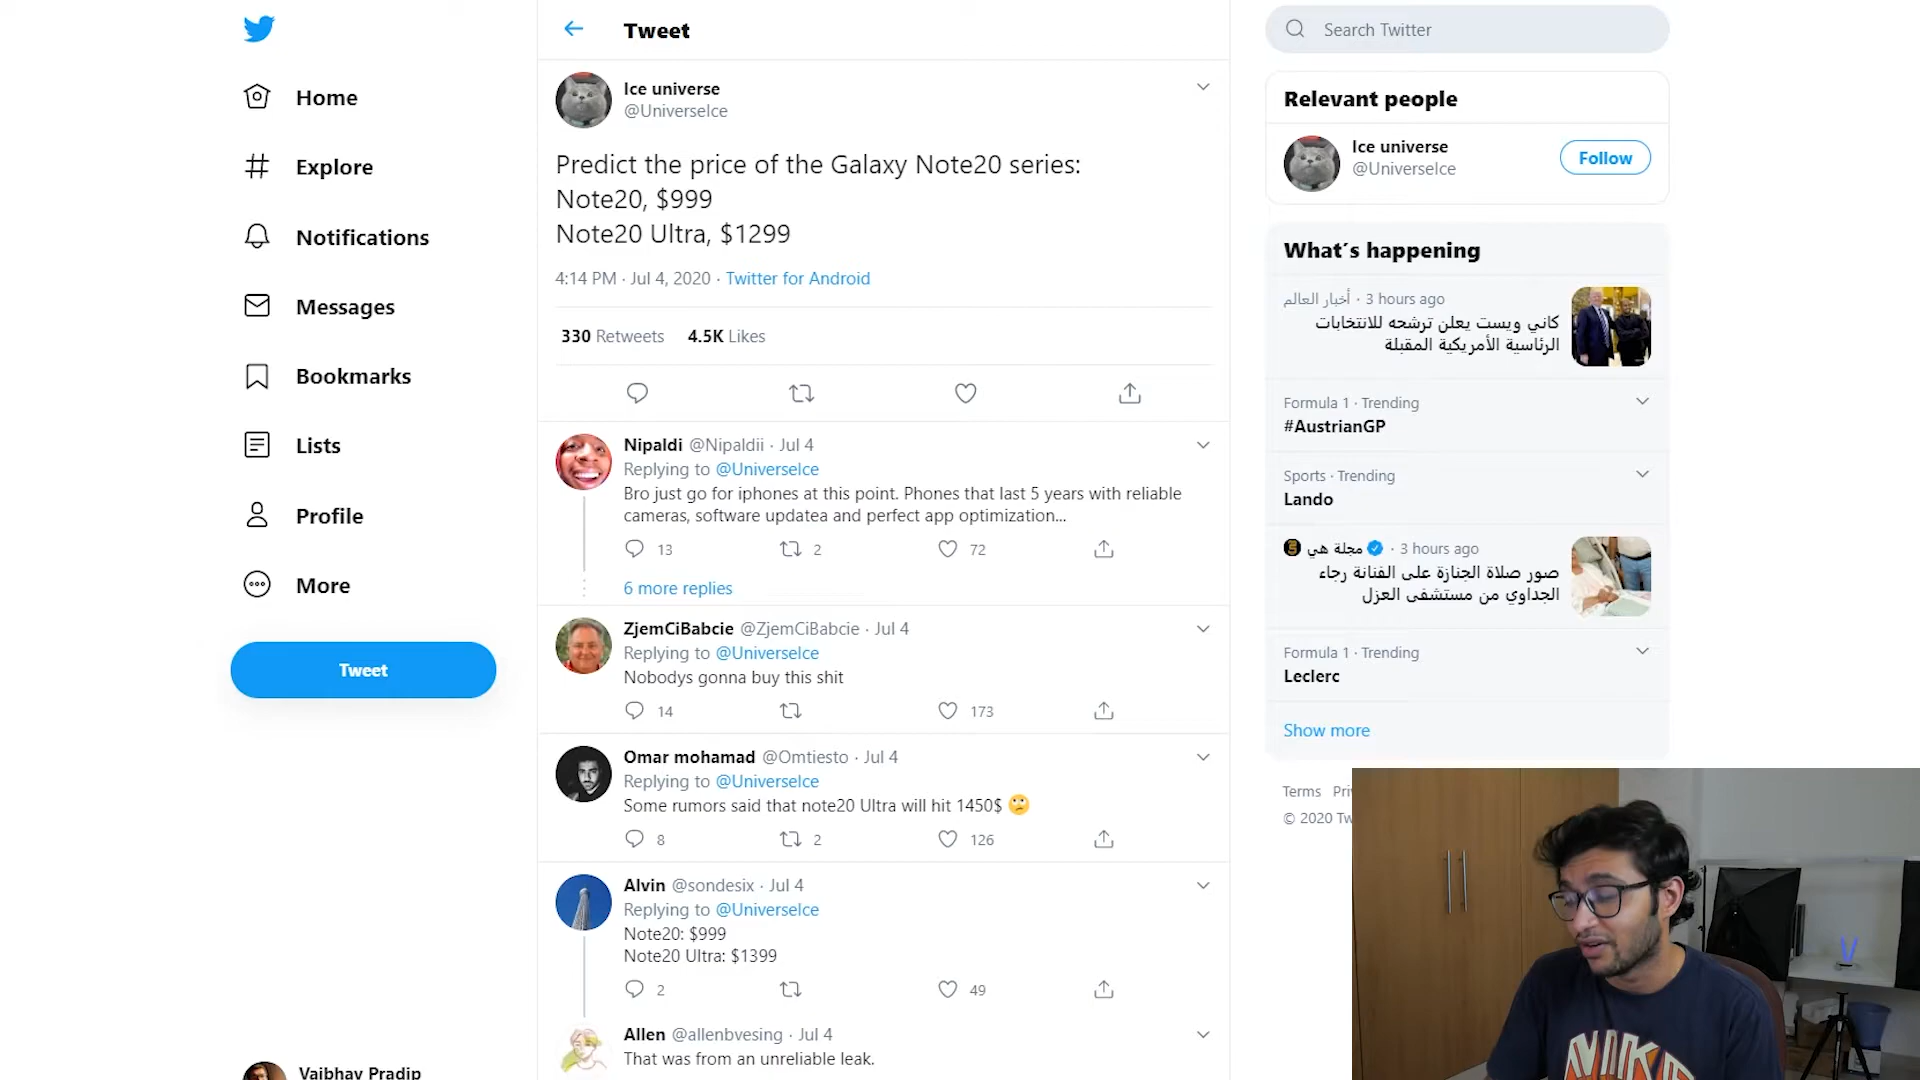 Home
Explore
Notifications
Messages
Bookmarks
Lists
Profile
More
Tweet
Vaibhav Pradip
Tweet
Ice universe
@UniverseIce
Predict the price of the Galaxy Note20 series:
Note20, $999
Note20 Ultra, $1299
4:14 PM · Jul 4, 2020 · Twitter for Android
330 Retweets 4.5K Likes
Nipaldi @Nipaldii · Jul 4
Replying to @UniverseIce
Bro just go for iphones at this point. Phones that last 5 years with reliable
cameras, software updatea and perfect app optimization...
13 2 72
6 more replies
ZjemCiBabcie @ZjemCiBabcie · Jul 4
Replying to @UniverseIce
Nobodys gonna buy this shit
14 173
Omar mohamad @Omtiesto · Jul 4
Replying to @UniverseIce
Some rumors said that note20 Ultra will hit 1450$ 🙄
8 2 126
Alvin @sondesix · Jul 4
Replying to @UniverseIce
Note20: $999
Note20 Ultra: $1399
2 49
Allen @allenbvesing · Jul 4
That was from an unreliable leak.
Search Twitter
Relevant people
Ice universe
@UniverseIce
Follow
What´s happening
أخبار العالم · 3 hours ago
كاني ويست يعلن ترشحه للانتخابات
الرئاسية الأمريكية المقبلة
Formula 1 · Trending
#AustrianGP
Sports · Trending
Lando
مجلة هي · 3 hours ago
صور صلاة الجنازة على الفنانة رجاء
الجداوي من مستشفى العزل
Formula 1 · Trending
Leclerc
Show more
Terms
© 2020